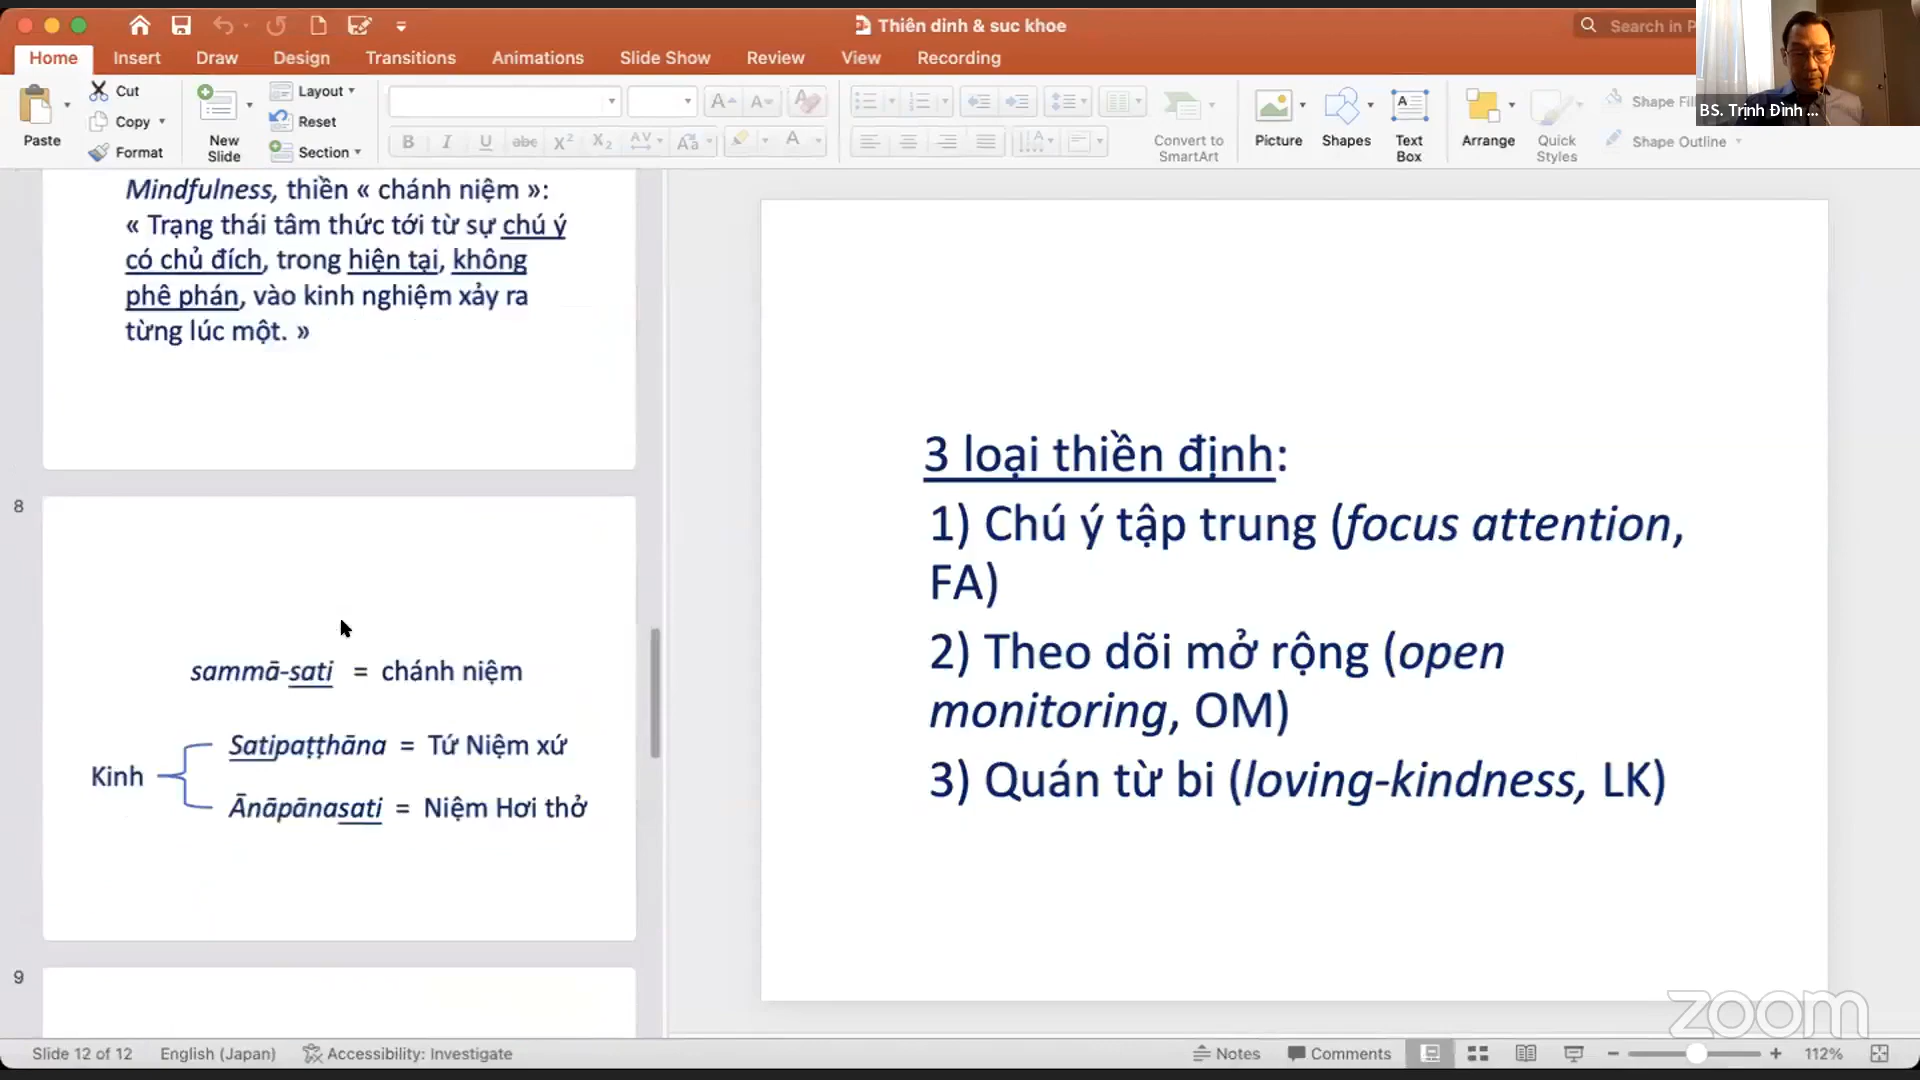 Thiên dinh & suc khoe
Search in P
Home Insert Draw Design Transitions Animations Slide Show Review View Recording
BS. Trịnh Đình ...
Paste
Cut
Copy
Format
New
Slide
Layout
Reset
Section
Convert to
SmartArt
Picture
Shapes
Text
Box
Arrange
Quick
Styles
Shape Fil
Shape Outline
Mindfulness, thiền « chánh niệm »:
« Trạng thái tâm thức tới từ sự chú ý
có chủ đích, trong hiện tại, không
phê phán, vào kinh nghiệm xảy ra
từng lúc một. »
8
sammā-sati = chánh niệm
Kinh
Satipaṭṭhāna = Tứ Niệm xứ
Ānāpānasati = Niệm Hơi thở
9
3 loại thiền định:
1) Chú ý tập trung (focus attention,
FA)
2) Theo dõi mở rộng (open
monitoring, OM)
3) Quán từ bi (loving-kindness, LK)
zoom
Slide 12 of 12 English (Japan) Accessibility: Investigate Notes Comments 112%